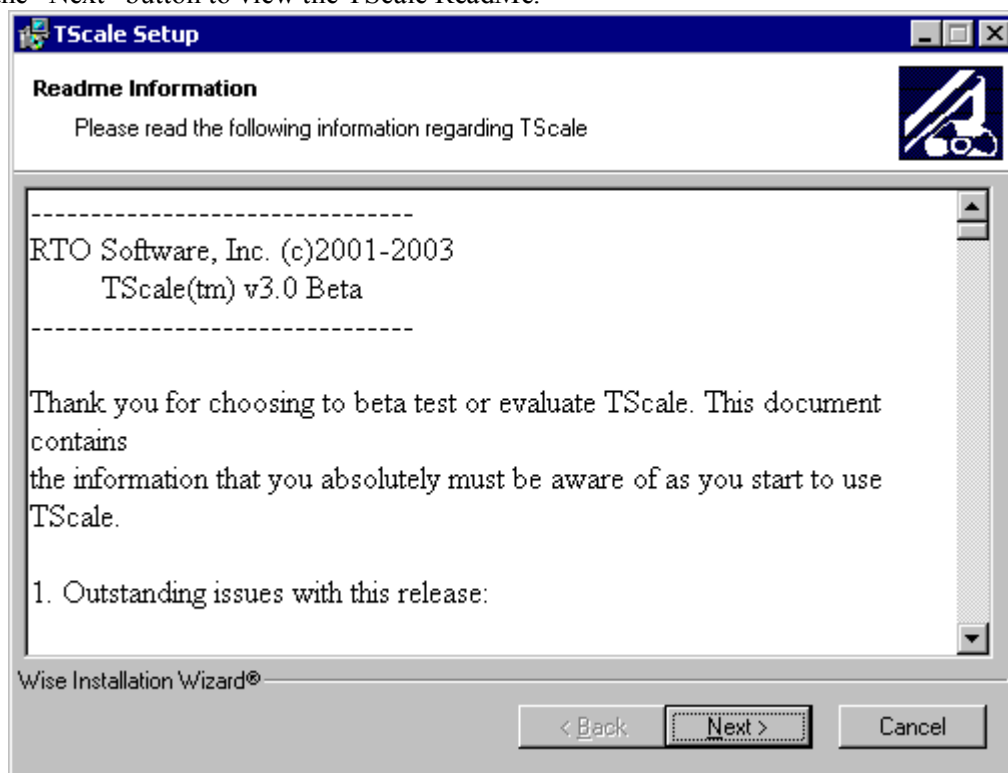 the "Next" button to view the TScale ReadMe.
TScale Setup
Readme Information
Please read the following information regarding TScale
--------------------------------
RTO Software, Inc. (c)2001-2003
TScale(tm) v3.0 Beta
--------------------------------
Thank you for choosing to beta test or evaluate TScale. This document
contains
the information that you absolutely must be aware of as you start to use
TScale.
1. Outstanding issues with this release:
Wise Installation Wizard®
< Back
Next >
Cancel